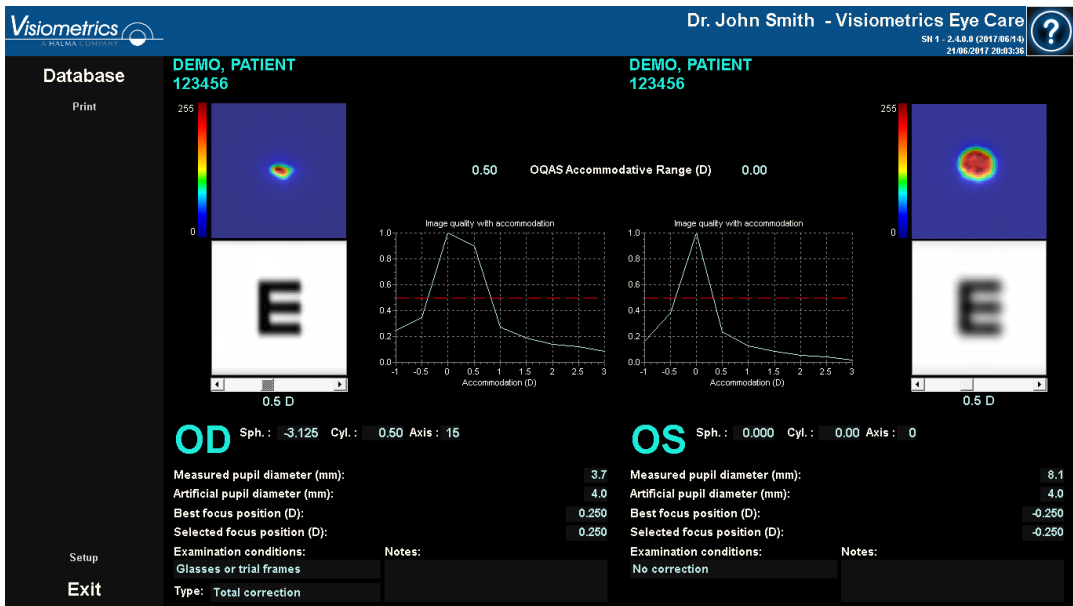 Visiometrics
A HALMA COMPANY
Dr. John Smith - Visiometrics Eye Care
SN 1 - 2.4.0.0 (2017/06/14)
21/06/2017 20:03:36
?
Database
Print
Setup
Exit
DEMO, PATIENT
123456
DEMO, PATIENT
123456
255
0
255
0
0.50 OQAS Accommodative Range (D) 0.00
Image quality with accommodation
1.0
0.8
0.6
0.4
0.2
0.0
-1 -0.5 0 0.5 1 1.5 2 2.5 3
Accommodation (D)
Image quality with accommodation
1.0
0.8
0.6
0.4
0.2
0.0
-1 -0.5 0 0.5 1 1.5 2 2.5 3
Accommodation (D)
E
0.5 D
E
0.5 D
OD Sph. : -3.125 Cyl. : 0.50 Axis : 15
Measured pupil diameter (mm): 3.7
Artificial pupil diameter (mm): 4.0
Best focus position (D): 0.250
Selected focus position (D): 0.250
Examination conditions: Notes:
Glasses or trial frames
Type: Total correction
OS Sph. : 0.000 Cyl. : 0.00 Axis : 0
Measured pupil diameter (mm): 8.1
Artificial pupil diameter (mm): 4.0
Best focus position (D): -0.250
Selected focus position (D): -0.250
Examination conditions: Notes:
No correction